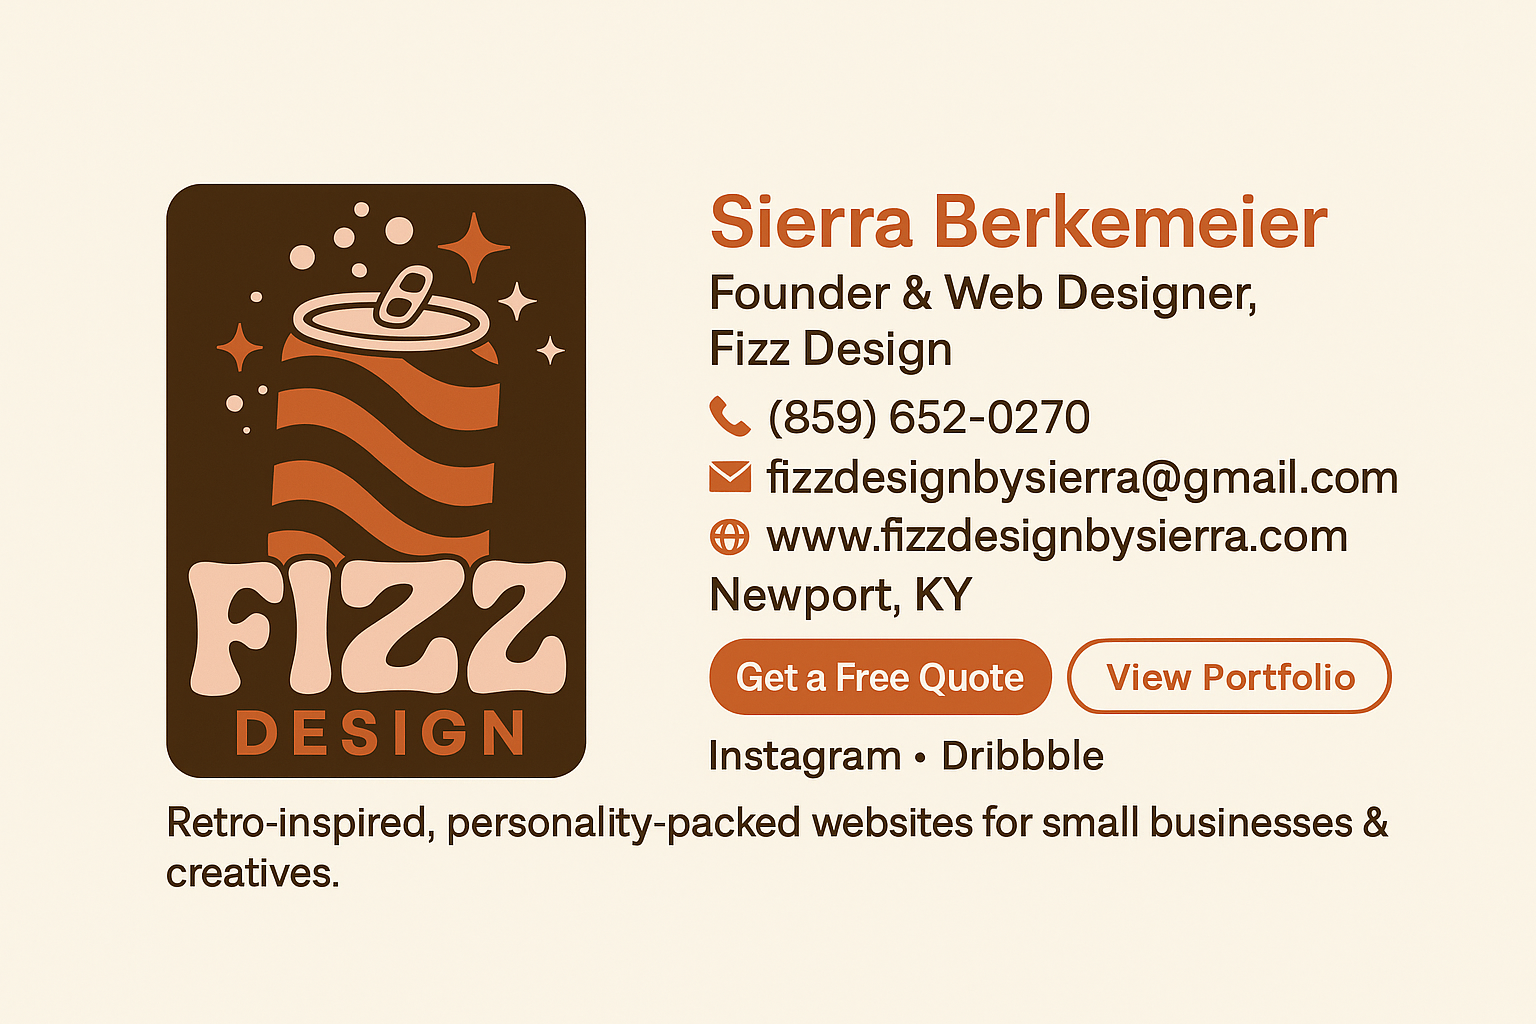 FIZZ
DESIGN
Sierra Berkemeier
Founder & Web Designer,
Fizz Design
(859) 652-0270
fizzdesignbysierra@gmail.com
www.fizzdesignbysierra.com
Newport, KY
Get a Free Quote
View Portfolio
Instagram • Dribbble
Retro-inspired, personality-packed websites for small businesses &
creatives.